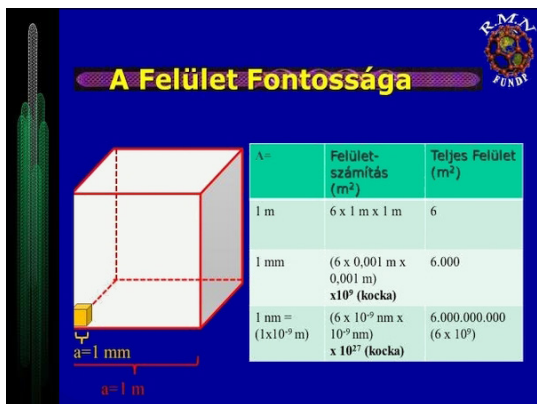 R.M.N
FUNDP
A Felület Fontossága
A=
Felület-
számítás
(m²)
Teljes Felület
(m²)
1 m
6 x 1 m x 1 m
6
1 mm
(6 x 0,001 m x
0,001 m)
x10⁹ (kocka)
6.000
1 nm =
(1x10⁻⁹ m)
(6 x 10⁻⁹ nm x
10⁻⁹ nm)
x 10²⁷ (kocka)
6.000.000.000
(6 x 10⁹)
a=1 mm
a=1 m